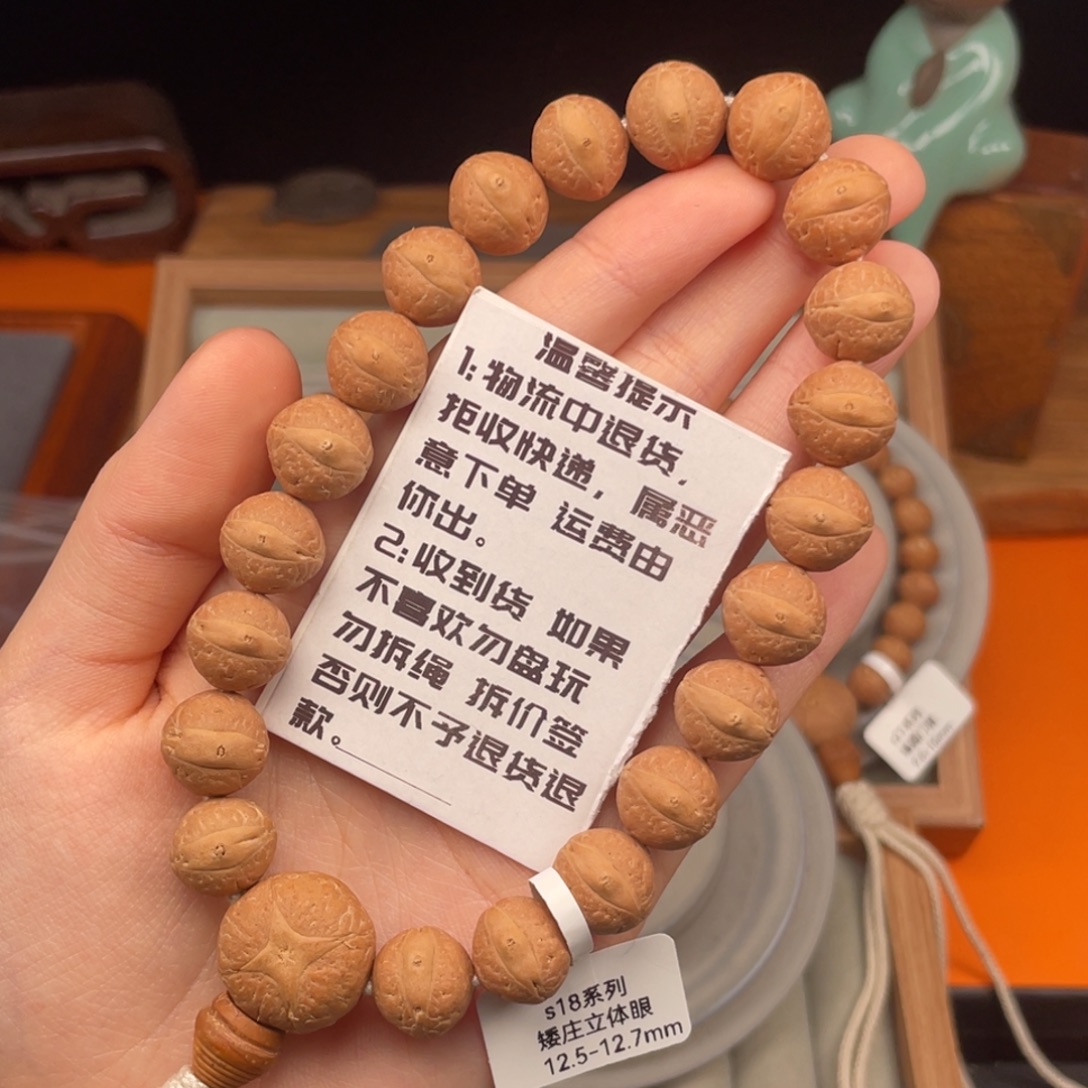 温馨提示
1:物流中退货,
拒收快递,属恶
意下单 运费由
你出。
2:收到货 如果
不喜欢勿盘玩
勿拆绳 拆价签
否则不予退货退
款。
s18系列
矮庄立体眼
12.5-12.7mm